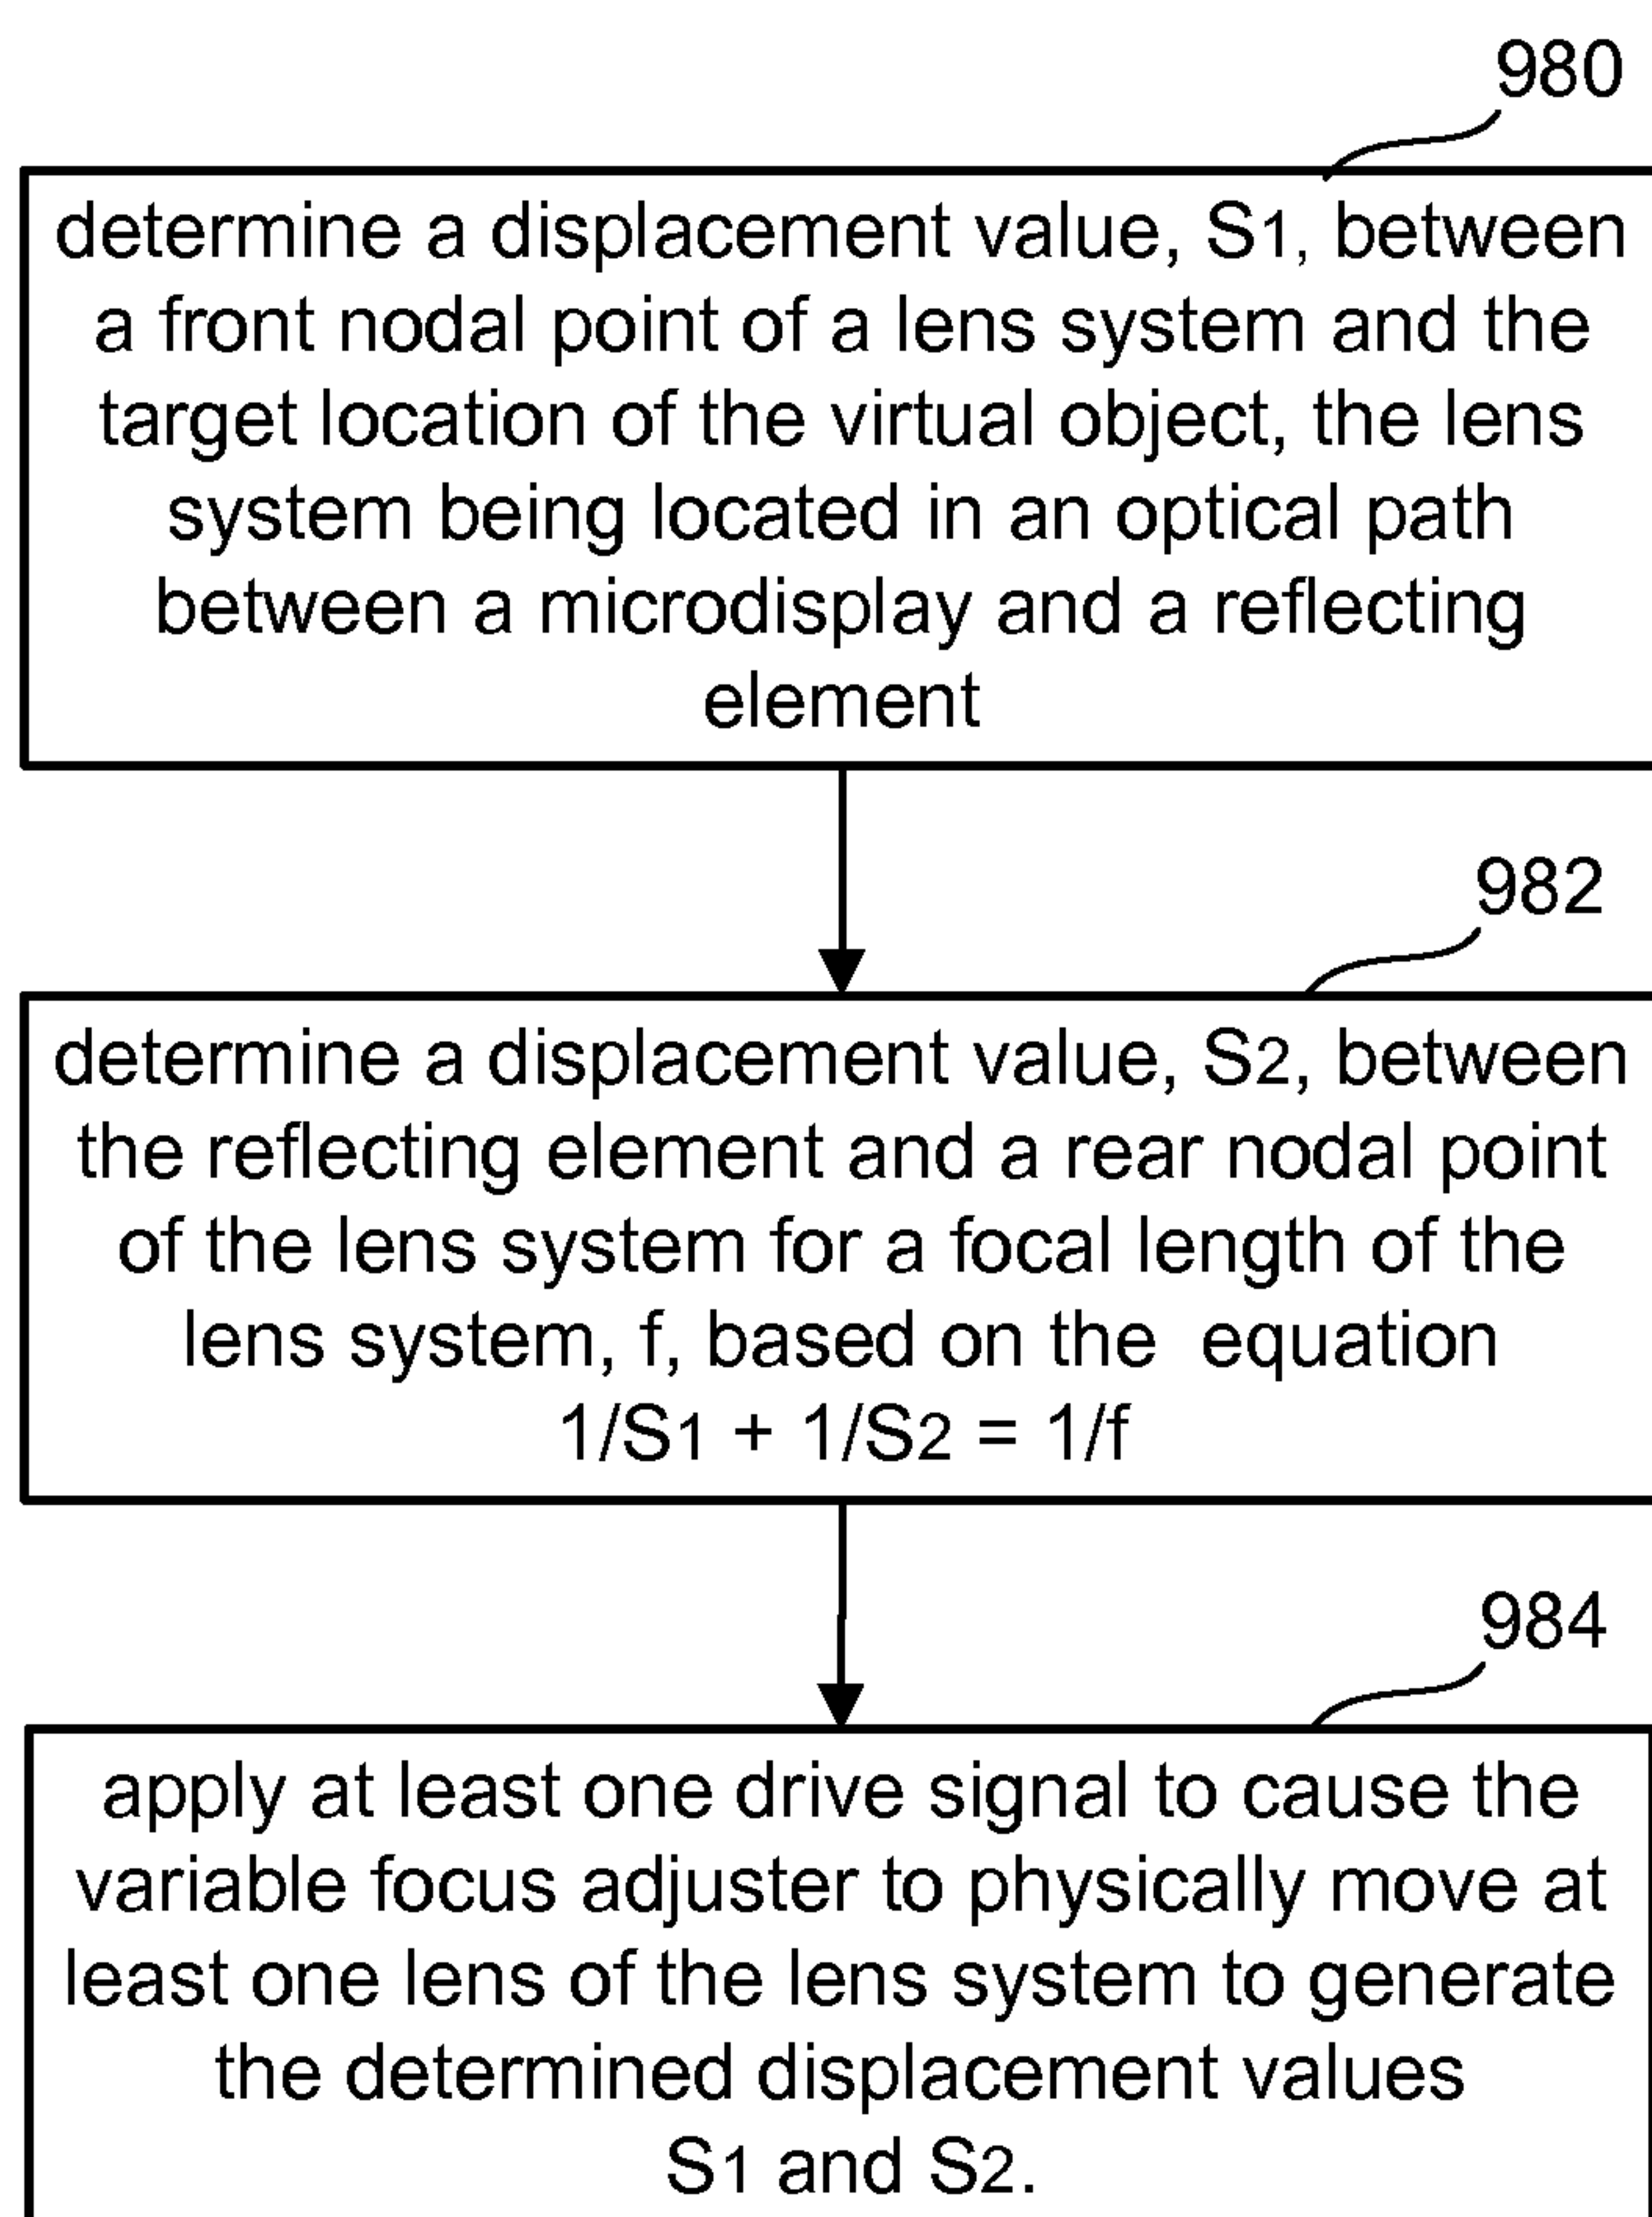 980
determine a displacement value, S1, between
a front nodal point of a lens system and the
target location of the virtual object, the lens
system being located in an optical path
between a microdisplay and a reflecting
element
982
determine a displacement value, S2, between
the reflecting element and a rear nodal point
of the lens system for a focal length of the
lens system, f, based on the equation
1/S1 + 1/S2 = 1/f
984
apply at least one drive signal to cause the
variable focus adjuster to physically move at
least one lens of the lens system to generate
the determined displacement values
S1 and S2.